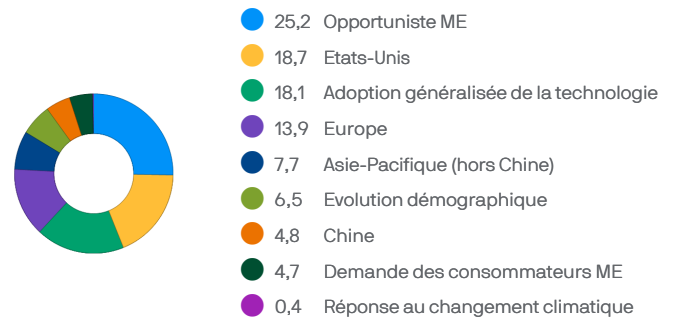 25,2 Opportuniste ME
18,7 Etats-Unis
18,1 Adoption généralisée de la technologie
13,9 Europe
7,7 Asie-Pacifique (hors Chine)
6,5 Evolution démographique
4,8 Chine
4,7 Demande des consommateurs ME
0,4 Réponse au changement climatique